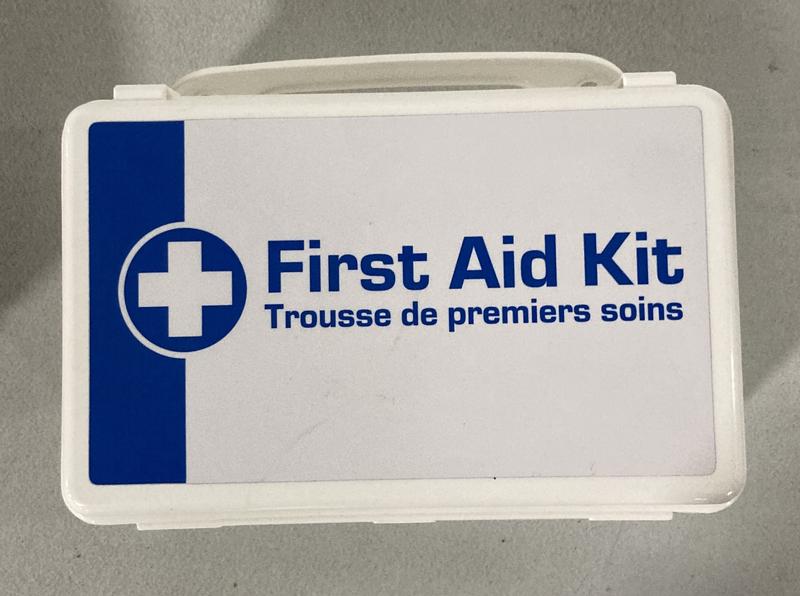 First Aid Kit
Trousse de premiers soins